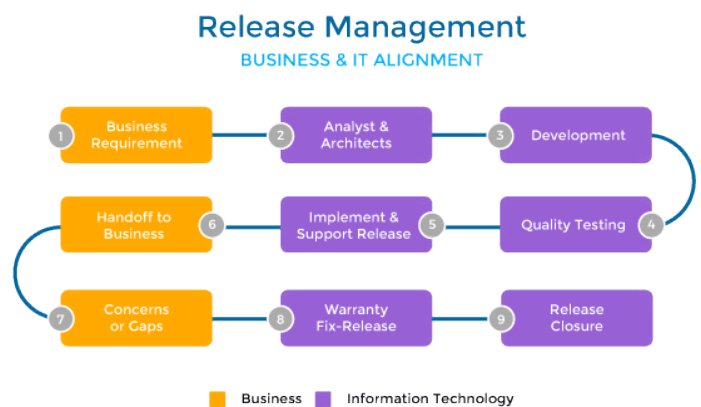 Release Management
BUSINESS & IT ALIGNMENT
1
Business
Requirement
2
Analyst &
Architects
3
Development
4
Quality Testing
5
Implement &
Support Release
6
Handoff to
Business
7
Concerns
or Gaps
8
Warranty
Fix-Release
9
Release
Closure
Business
Information Technology